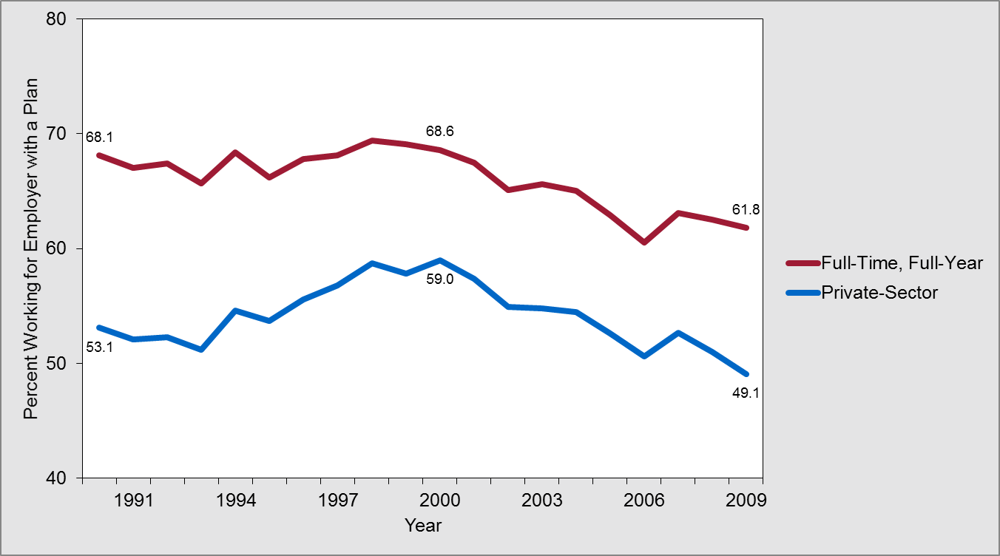 80
70
60
50
40
Percent Working for Employer with a Plan
68.1
68.6
61.8
53.1
59.0
49.1
1991 1994 1997 2000 2003 2006 2009
Year
Full-Time, Full-Year
Private-Sector